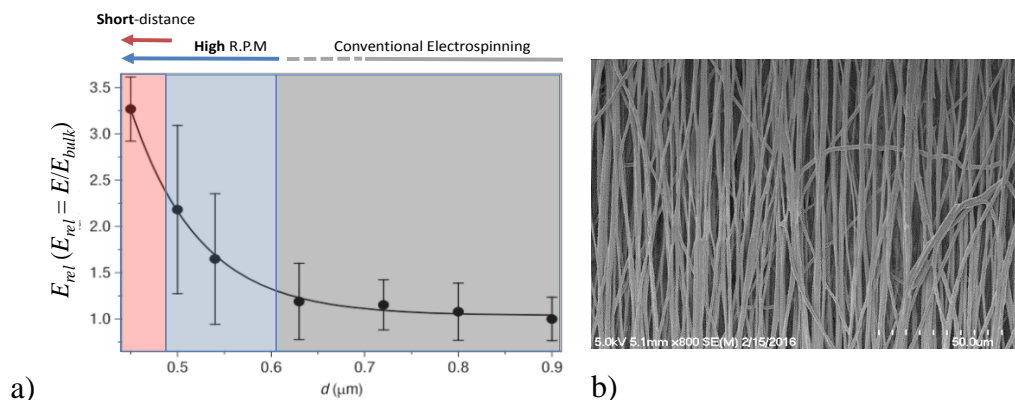 Short-distance
High R.P.M
Conventional Electrospinning
E_rel (E_rel = E/E_bulk)
3.5
3.0
2.5
2.0
1.5
1.0
0.5
0.6
0.7
0.8
0.9
d (μm)
a)
5.0kV 5.1mm x800 SE(M) 2/15/2016
50.0um
b)